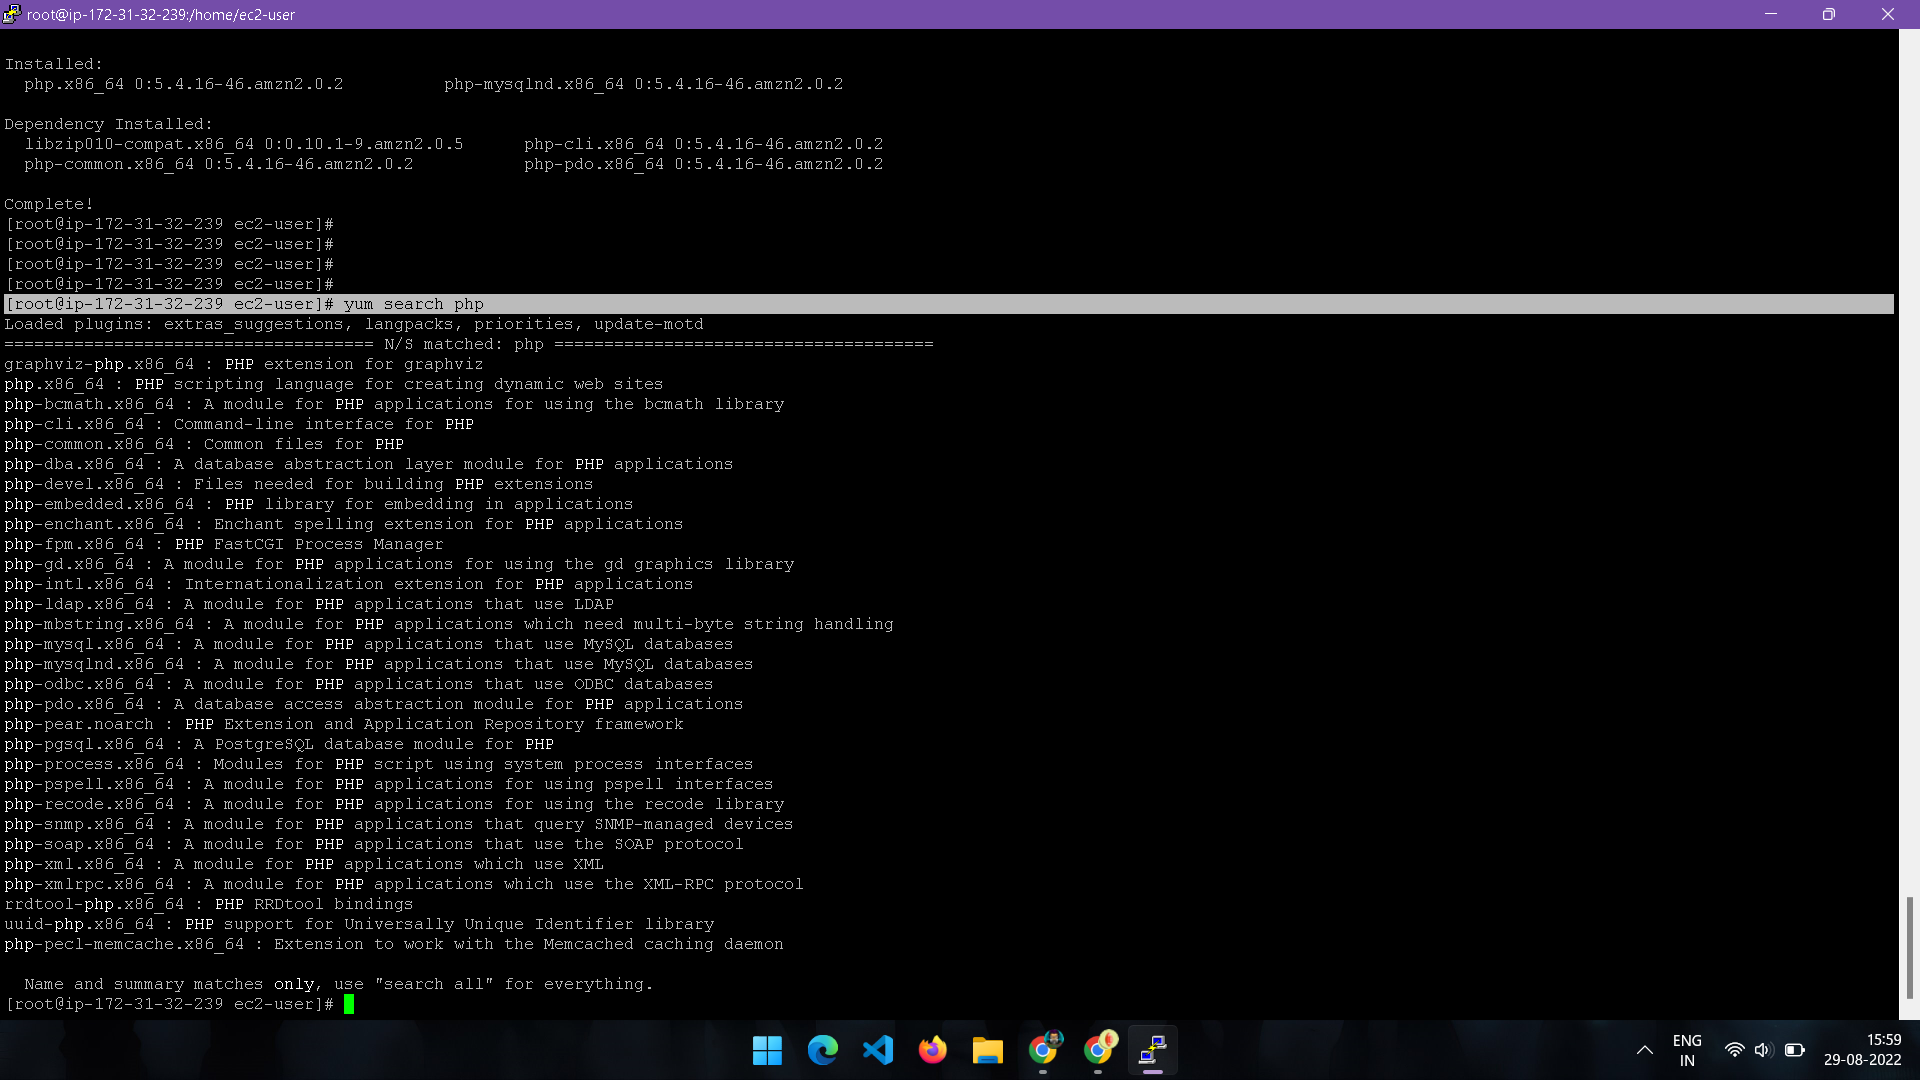 root@ip-172-31-32-239:/home/ec2-user
Installed:
  php.x86_64 0:5.4.16-46.amzn2.0.2          php-mysqlnd.x86_64 0:5.4.16-46.amzn2.0.2
Dependency Installed:
  libzip010-compat.x86_64 0:0.10.1-9.amzn2.0.5      php-cli.x86_64 0:5.4.16-46.amzn2.0.2
  php-common.x86_64 0:5.4.16-46.amzn2.0.2           php-pdo.x86_64 0:5.4.16-46.amzn2.0.2
Complete!
[root@ip-172-31-32-239 ec2-user]#
[root@ip-172-31-32-239 ec2-user]#
[root@ip-172-31-32-239 ec2-user]#
[root@ip-172-31-32-239 ec2-user]#
[root@ip-172-31-32-239 ec2-user]# yum search php
Loaded plugins: extras_suggestions, langpacks, priorities, update-motd
===================================== N/S matched: php ======================================
graphviz-php.x86_64 : PHP extension for graphviz
php.x86_64 : PHP scripting language for creating dynamic web sites
php-bcmath.x86_64 : A module for PHP applications for using the bcmath library
php-cli.x86_64 : Command-line interface for PHP
php-common.x86_64 : Common files for PHP
php-dba.x86_64 : A database abstraction layer module for PHP applications
php-devel.x86_64 : Files needed for building PHP extensions
php-embedded.x86_64 : PHP library for embedding in applications
php-enchant.x86_64 : Enchant spelling extension for PHP applications
php-fpm.x86_64 : PHP FastCGI Process Manager
php-gd.x86_64 : A module for PHP applications for using the gd graphics library
php-intl.x86_64 : Internationalization extension for PHP applications
php-ldap.x86_64 : A module for PHP applications that use LDAP
php-mbstring.x86_64 : A module for PHP applications which need multi-byte string handling
php-mysql.x86_64 : A module for PHP applications that use MySQL databases
php-mysqlnd.x86_64 : A module for PHP applications that use MySQL databases
php-odbc.x86_64 : A module for PHP applications that use ODBC databases
php-pdo.x86_64 : A database access abstraction module for PHP applications
php-pear.noarch : PHP Extension and Application Repository framework
php-pgsql.x86_64 : A PostgreSQL database module for PHP
php-process.x86_64 : Modules for PHP script using system process interfaces
php-pspell.x86_64 : A module for PHP applications for using pspell interfaces
php-recode.x86_64 : A module for PHP applications for using the recode library
php-snmp.x86_64 : A module for PHP applications that query SNMP-managed devices
php-soap.x86_64 : A module for PHP applications that use the SOAP protocol
php-xml.x86_64 : A module for PHP applications which use XML
php-xmlrpc.x86_64 : A module for PHP applications which use the XML-RPC protocol
rrdtool-php.x86_64 : PHP RRDtool bindings
uuid-php.x86_64 : PHP support for Universally Unique Identifier library
php-pecl-memcache.x86_64 : Extension to work with the Memcached caching daemon
  Name and summary matches only, use "search all" for everything.
[root@ip-172-31-32-239 ec2-user]#
ENG
IN
15:59
29-08-2022